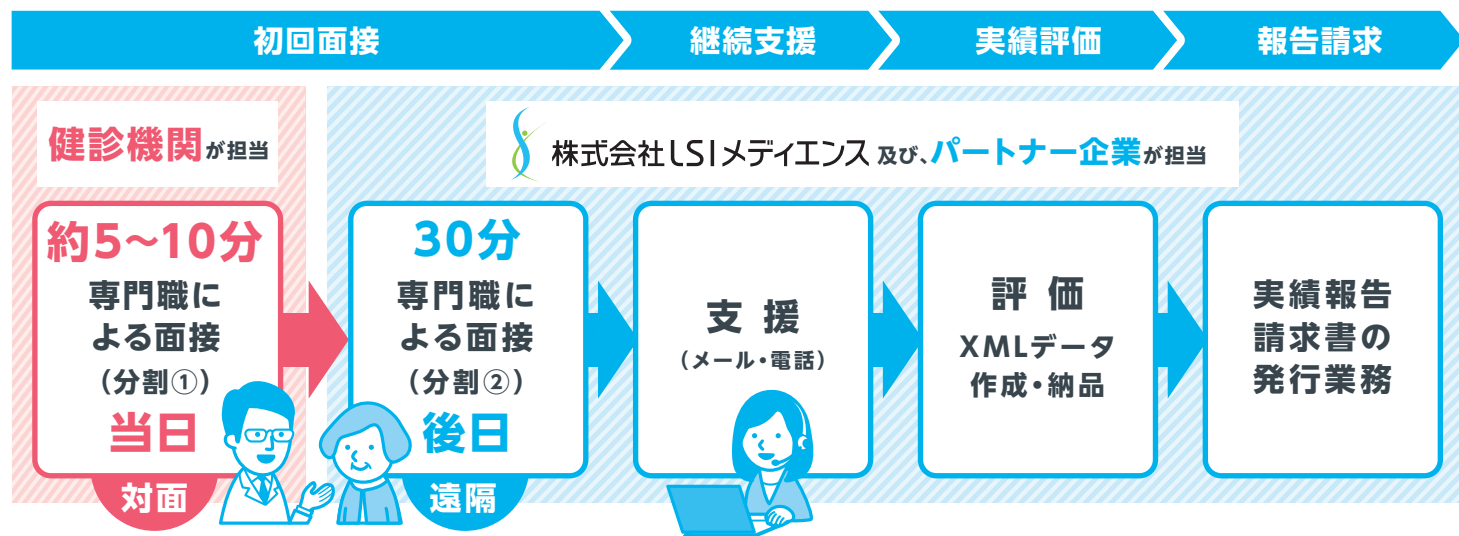 初回面接
継続支援
実績評価
報告請求
健診機関が担当
株式会社LSIメディエンス 及び、パートナー企業が担当
約5~10分
専門職に
よる面接
(分割①)
当日
対面
30分
専門職に
よる面接
(分割②)
後日
遠隔
支援
(メール・電話)
評価
XMLデータ
作成・納品
実績報告
請求書の
発行業務